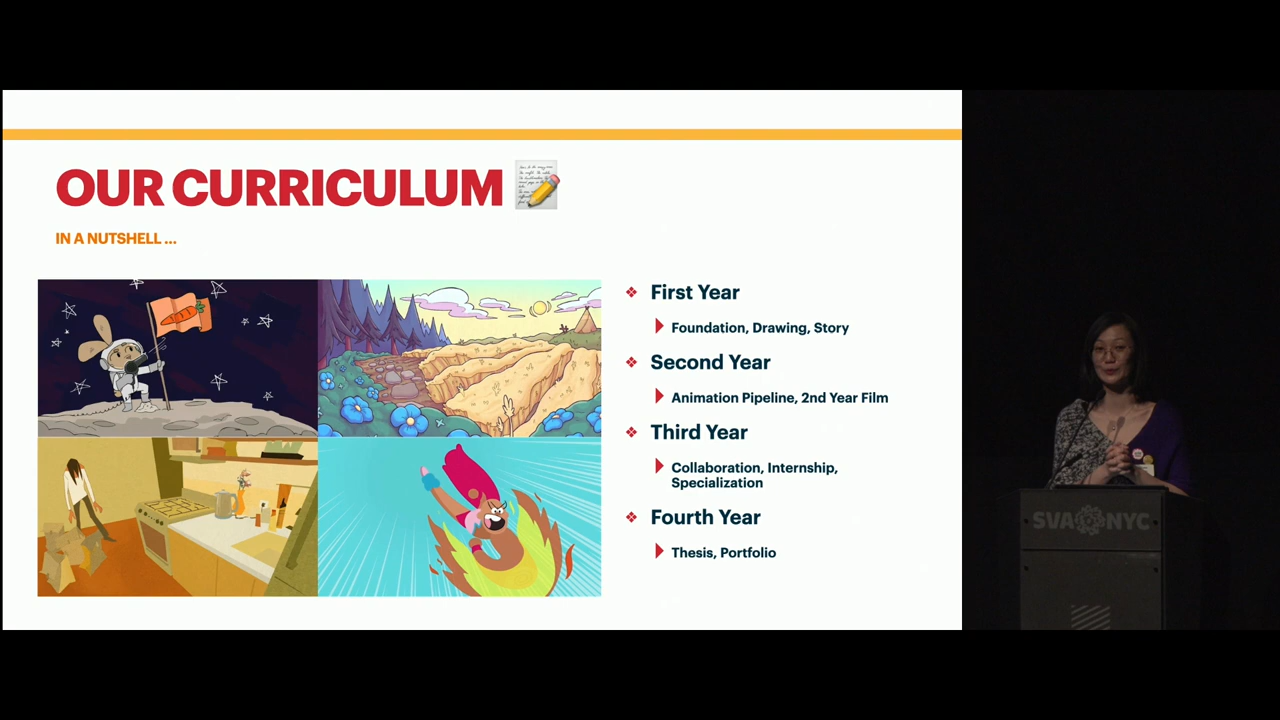 OUR CURRICULUM
IN A NUTSHELL ...
First Year
Foundation, Drawing, Story
Second Year
Animation Pipeline, 2nd Year Film
Third Year
Collaboration, Internship,
Specialization
Fourth Year
Thesis, Portfolio
SVA NYC